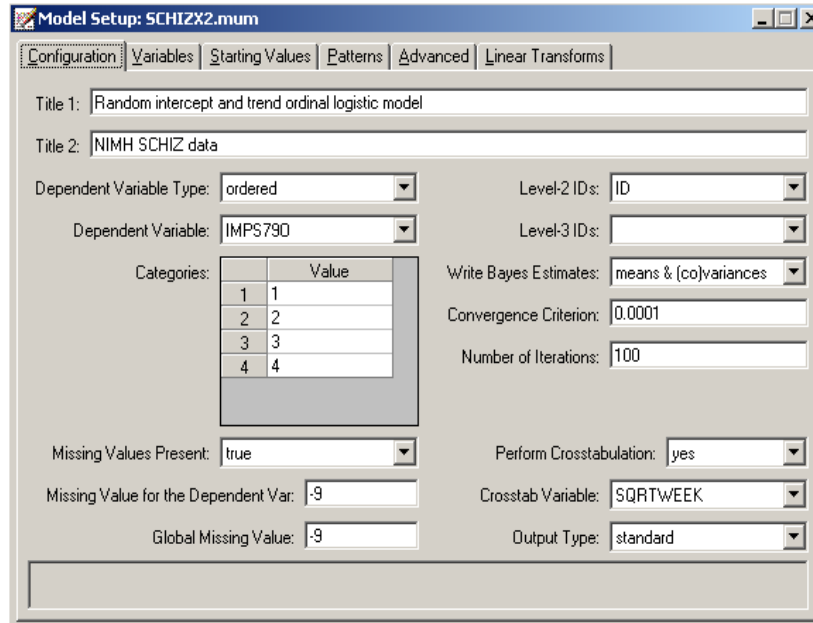 Model Setup: SCHIZX2.mum
Configuration Variables Starting Values Patterns Advanced Linear Transforms
Title 1: Random intercept and trend ordinal logistic model
Title 2: NIMH SCHIZ data
Dependent Variable Type: ordered
Level-2 IDs: ID
Dependent Variable: IMPS79O
Level-3 IDs:
Categories:
Value
1 1
2 2
3 3
4 4
Write Bayes Estimates: means & (co)variances
Convergence Criterion: 0.0001
Number of Iterations: 100
Missing Values Present: true
Perform Crosstabulation: yes
Missing Value for the Dependent Var: -9
Crosstab Variable: SQRTWEEK
Global Missing Value: -9
Output Type: standard